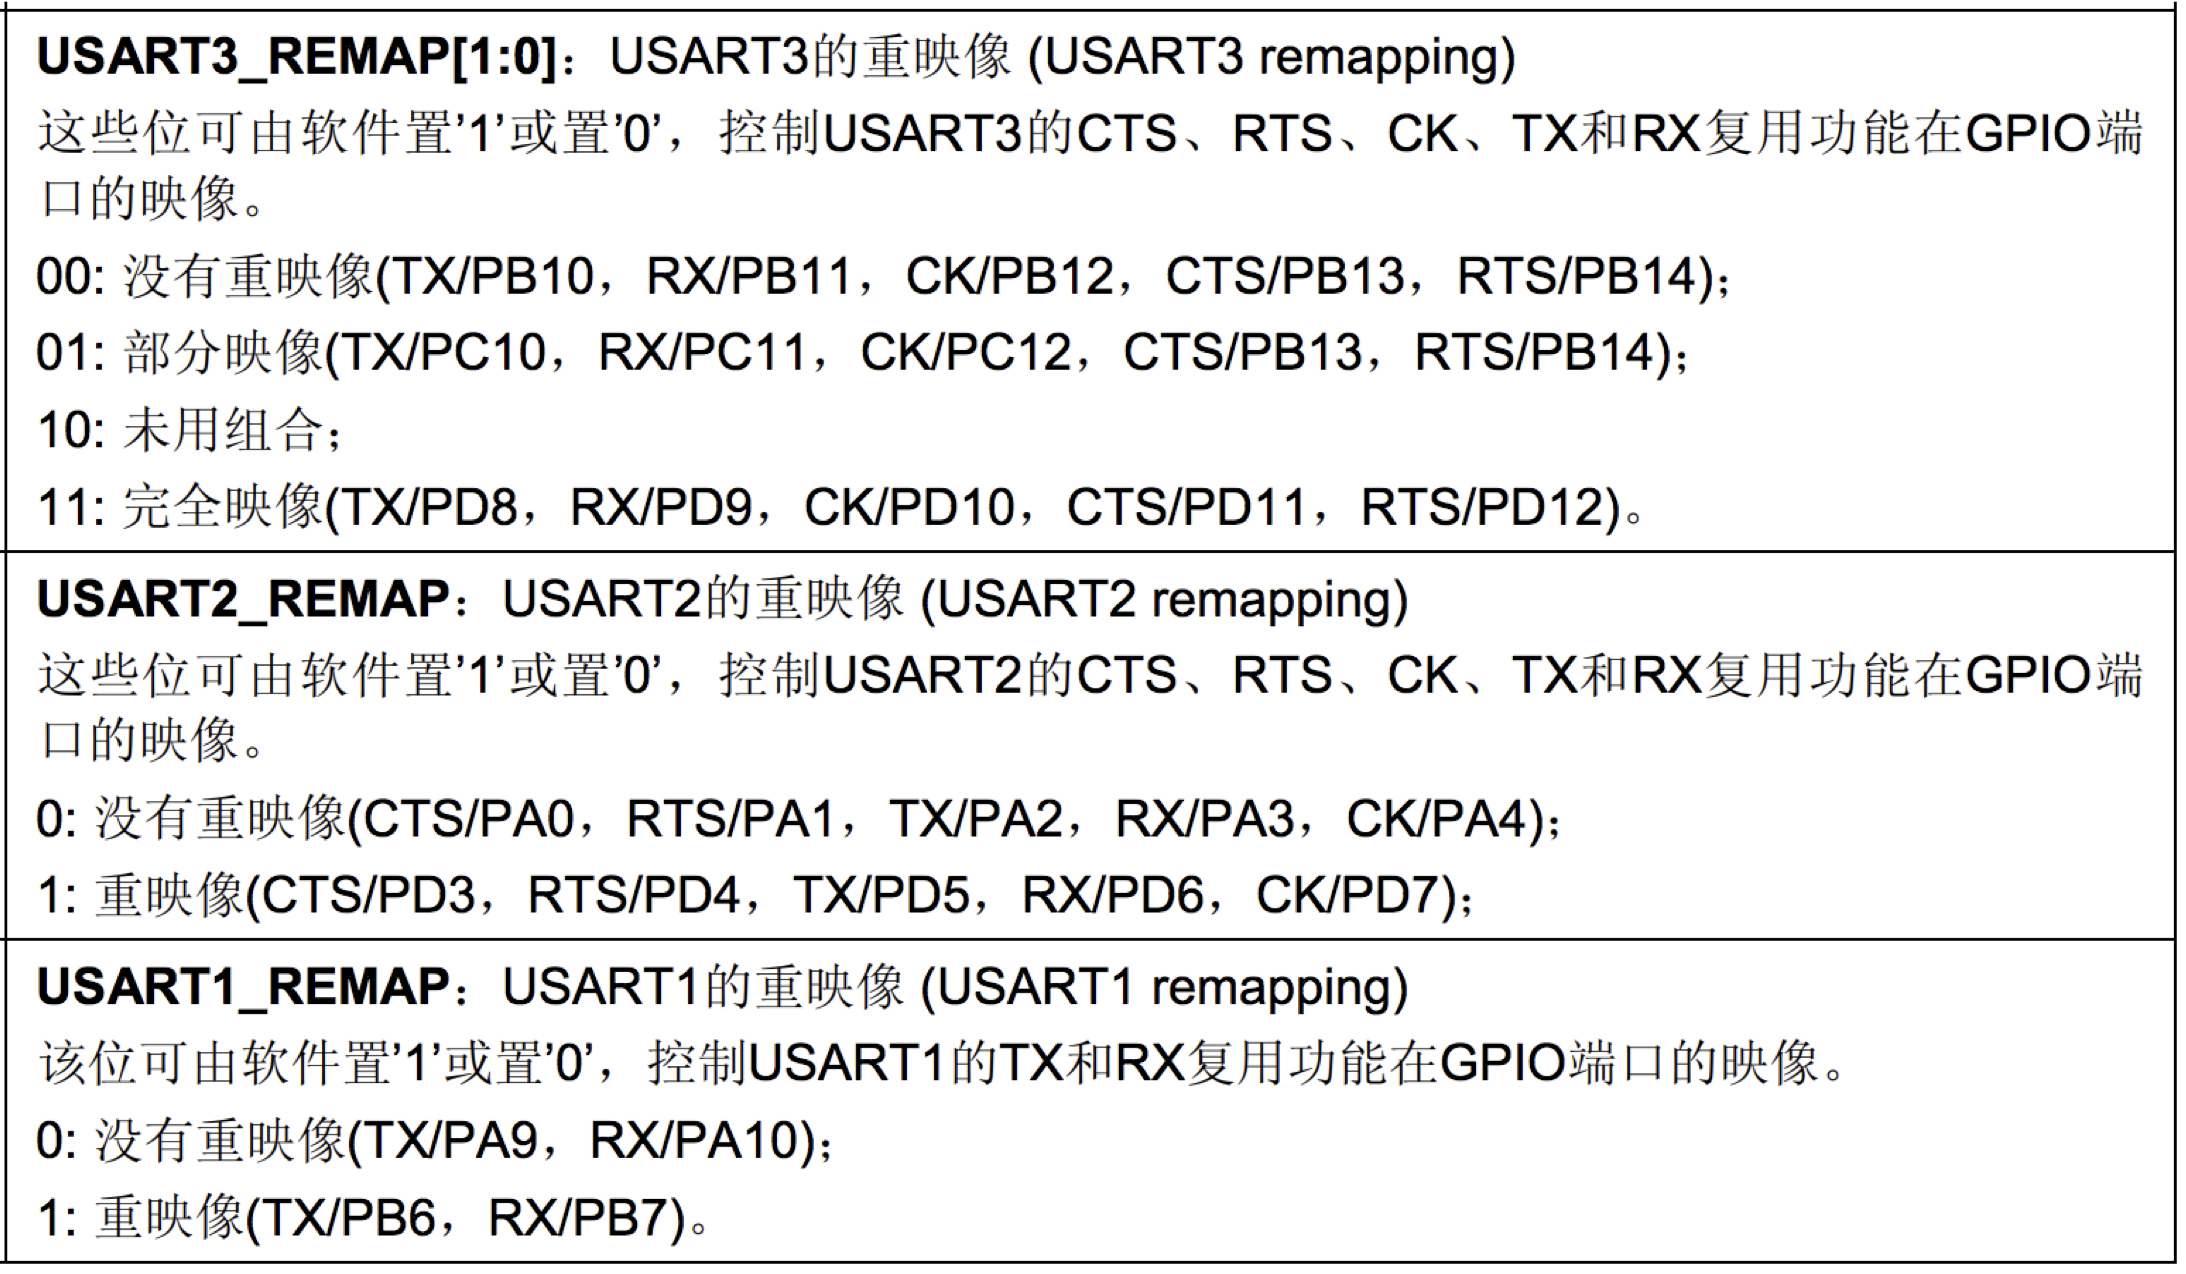 USART3_REMAP[1:0]：USART3的重映像 (USART3 remapping)
这些位可由软件置’1’或置’0’，控制USART3的CTS、RTS、CK、TX和RX复用功能在GPIO端
口的映像。
00: 没有重映像(TX/PB10，RX/PB11，CK/PB12，CTS/PB13，RTS/PB14)；
01: 部分映像(TX/PC10，RX/PC11，CK/PC12，CTS/PB13，RTS/PB14)；
10: 未用组合；
11: 完全映像(TX/PD8，RX/PD9，CK/PD10，CTS/PD11，RTS/PD12)。
USART2_REMAP：USART2的重映像 (USART2 remapping)
这些位可由软件置’1’或置’0’，控制USART2的CTS、RTS、CK、TX和RX复用功能在GPIO端
口的映像。
0: 没有重映像(CTS/PA0，RTS/PA1，TX/PA2，RX/PA3，CK/PA4)；
1: 重映像(CTS/PD3，RTS/PD4，TX/PD5，RX/PD6，CK/PD7)；
USART1_REMAP：USART1的重映像 (USART1 remapping)
该位可由软件置’1’或置’0’，控制USART1的TX和RX复用功能在GPIO端口的映像。
0: 没有重映像(TX/PA9，RX/PA10)；
1: 重映像(TX/PB6，RX/PB7)。